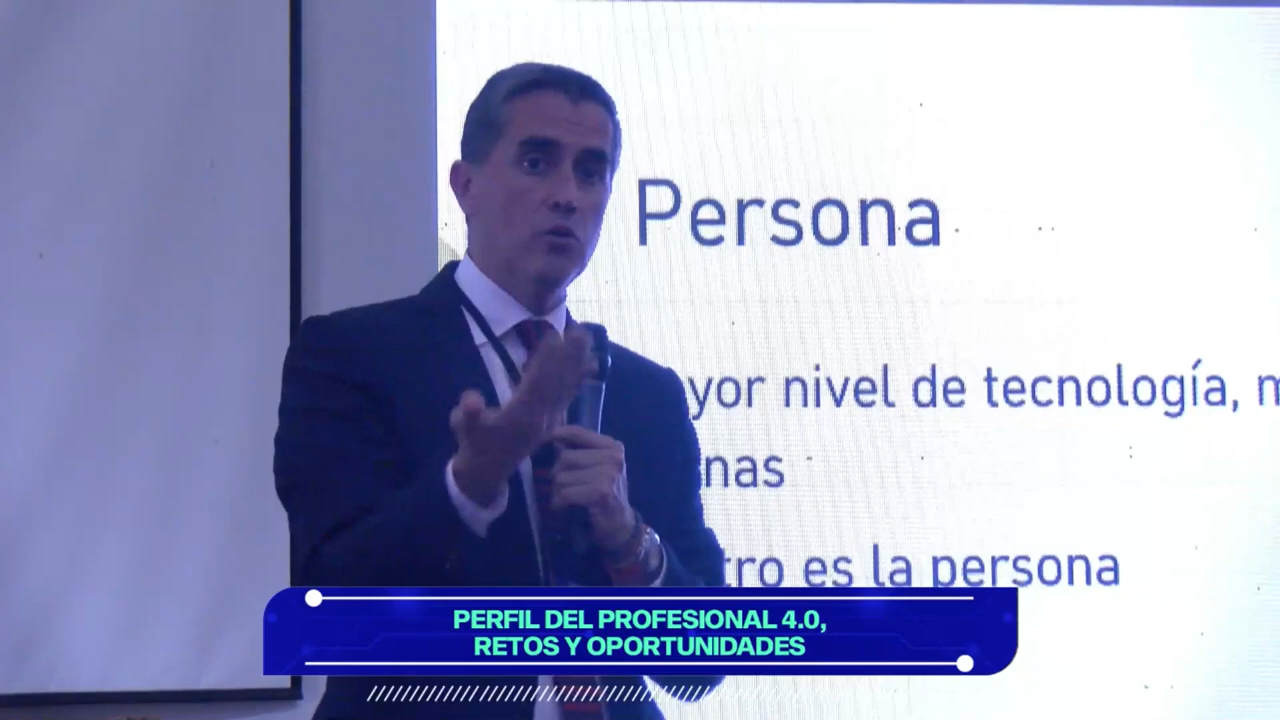 Persona
yor nivel de tecnología, m
nas
tro es la persona
PERFIL DEL PROFESIONAL 4.0,
RETOS Y OPORTUNIDADES